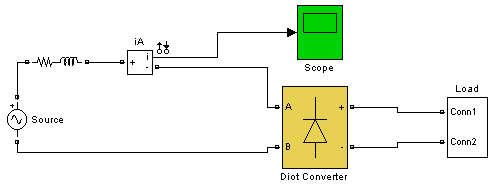 iA
+
i
-
Scope
+
Source
A
+
B
-
Diot Converter
Load
Conn1
Conn2